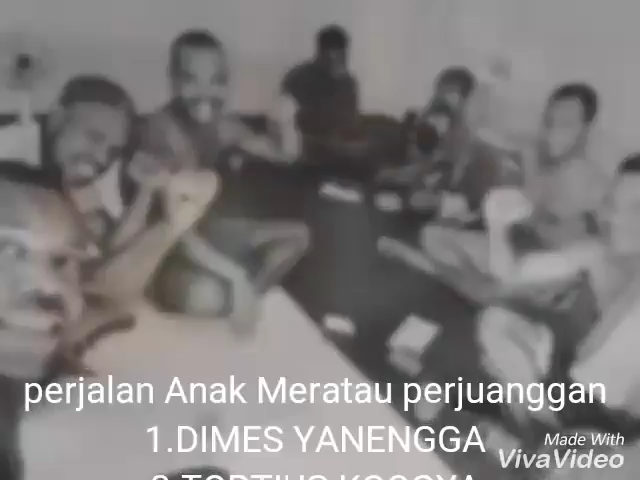 perjalan Anak Meratau perjuanggan
1.DIMES YANENGGA
Made With
VivaVideo